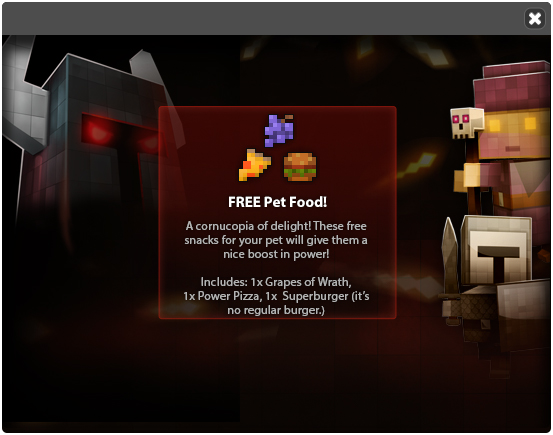 FREE Pet Food!
A cornucopia of delight! These free
snacks for your pet will give them a
nice boost in power!
Includes: 1x Grapes of Wrath,
1x Power Pizza, 1x  Superburger (it's
no regular burger.)